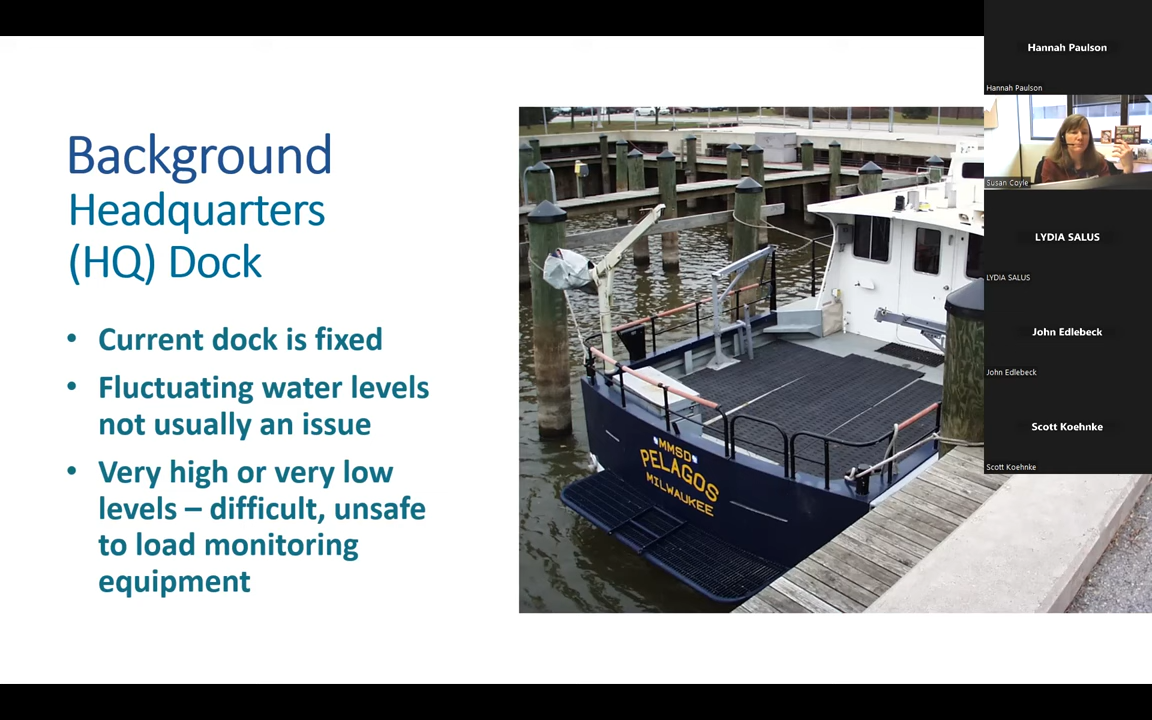 Background
Headquarters
(HQ) Dock
• Current dock is fixed
• Fluctuating water levels
not usually an issue
• Very high or very low
levels – difficult, unsafe
to load monitoring
equipment
MMSD
PELAGOS
MILWAUKEE
Hannah Paulson
Hannah Paulson
Susan Coyle
LYDIA SALUS
LYDIA SALUS
John Edlebeck
John Edlebeck
Scott Koehnke
Scott Koehnke